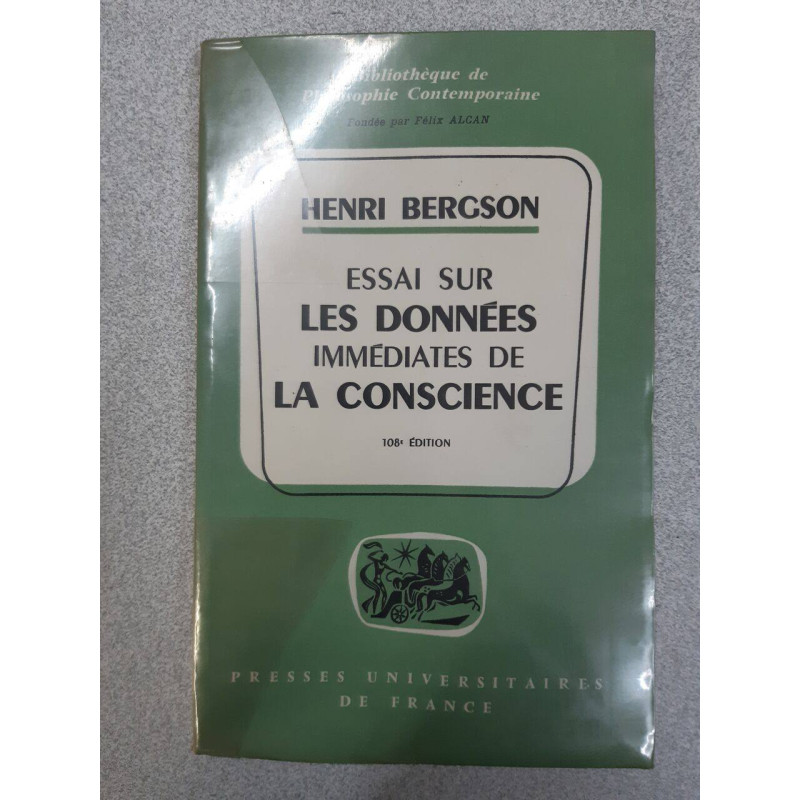 Bibliothèque de
Philosophie Contemporaine
Fondée par Félix ALCAN
HENRI BERGSON
ESSAI SUR
LES DONNÉES
IMMÉDIATES DE
LA CONSCIENCE
108ᵉ ÉDITION
PRESSES UNIVERSITAIRES
DE FRANCE